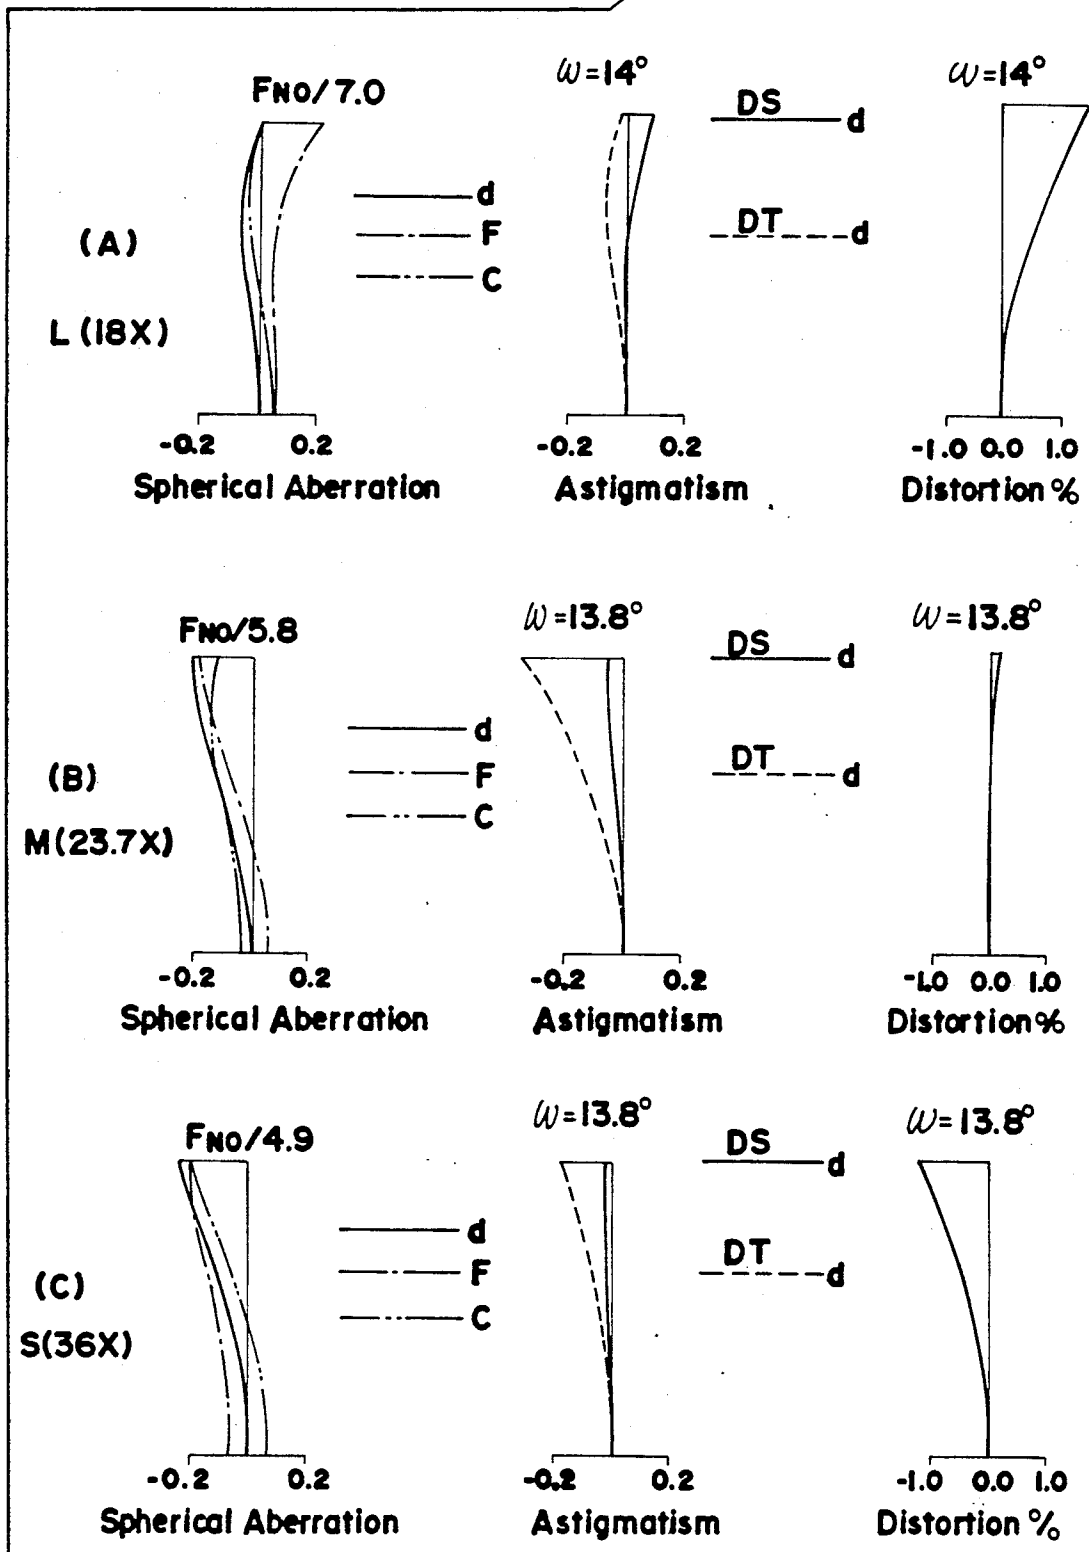 FNO/7.0
ω=14°
ω=14°
DS
d
d
F
DT
d
C
(A)
L (18X)
-0.2 0.2
-0.2 0.2
-1.0 0.0 1.0
Spherical Aberration
Astigmatism
Distortion %
FNO/5.8
ω=13.8°
ω=13.8°
DS
d
d
F
DT
d
C
(B)
M(23.7X)
-0.2 0.2
-0.2 0.2
-1.0 0.0 1.0
Spherical Aberration
Astigmatism
Distortion %
FNO/4.9
ω=13.8°
ω=13.8°
DS
d
d
F
DT
d
C
(C)
S(36X)
-0.2 0.2
-0.2 0.2
-1.0 0.0 1.0
Spherical Aberration
Astigmatism
Distortion %